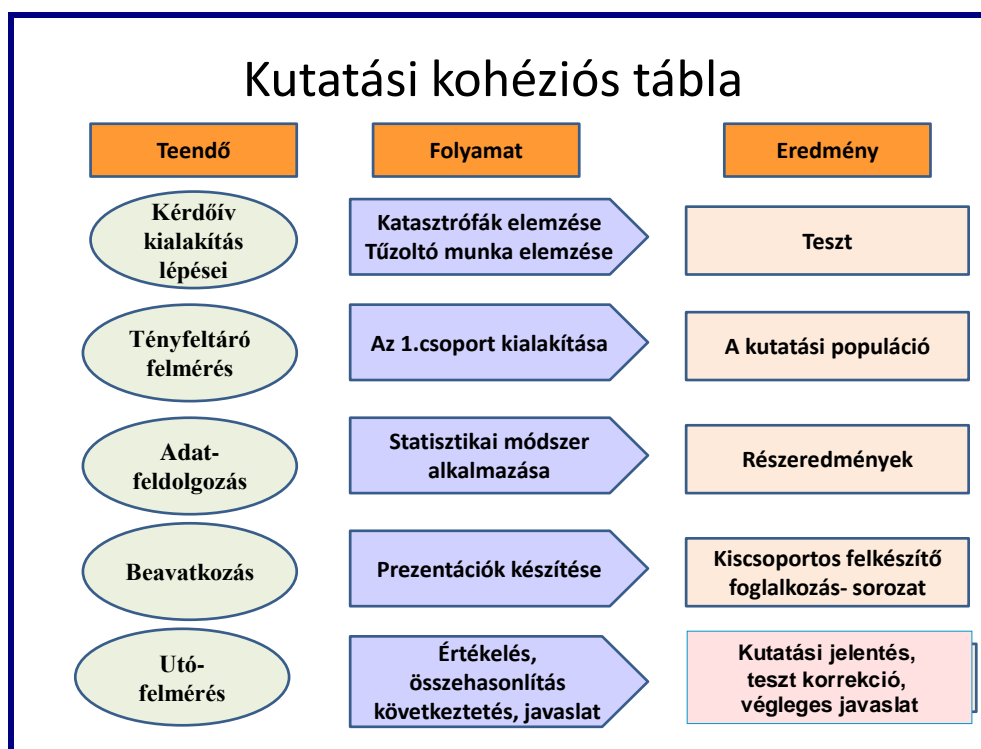 Kutatási kohéziós tábla
Teendő
Folyamat
Eredmény
Kérdőív
kialakítás
lépései
Katasztrófák elemzése
Tűzoltó munka elemzése
Teszt
Tényfeltáró
felmérés
Az 1.csoport kialakítása
A kutatási populáció
Adat-
feldolgozás
Statisztikai módszer
alkalmazása
Részeredmények
Beavatkozás
Prezentációk készítése
Kiscsoportos felkészítő
foglalkozás- sorozat
Utó-
felmérés
Értékelés,
összehasonlítás
következtetés, javaslat
Kutatási jelentés,
teszt korrekció,
végleges javaslat